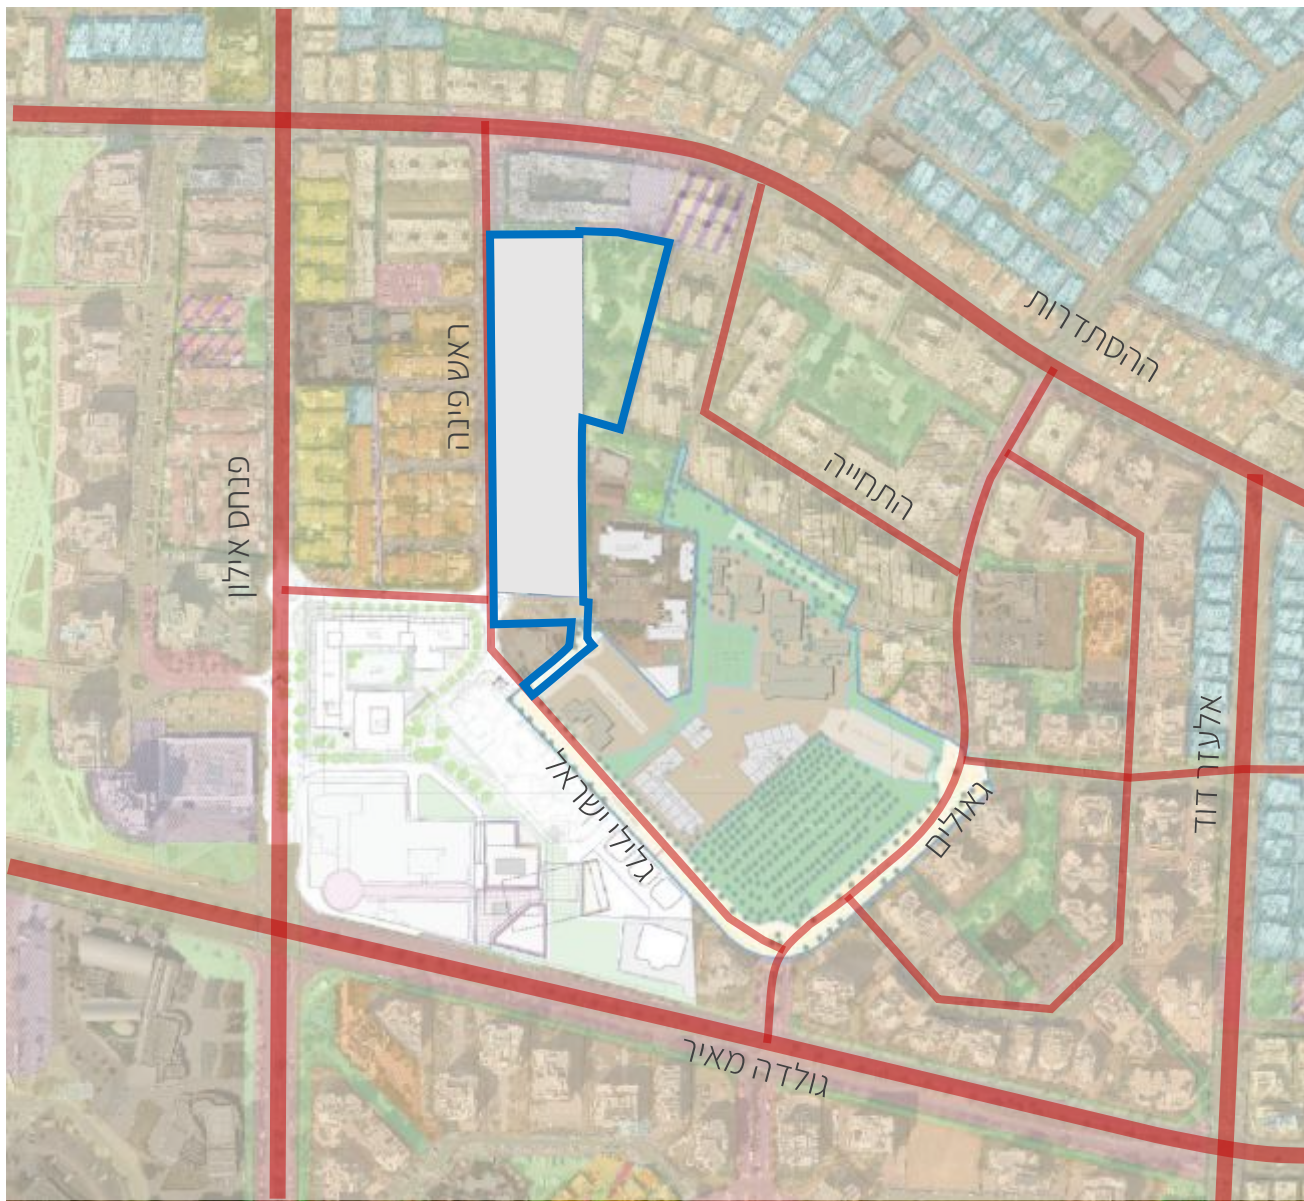 ההסתדרות
ראש פינה
התחייה
פנחס אילון
אלעזר דוד
גלילי ישראל
גאולים
גולדה מאיר